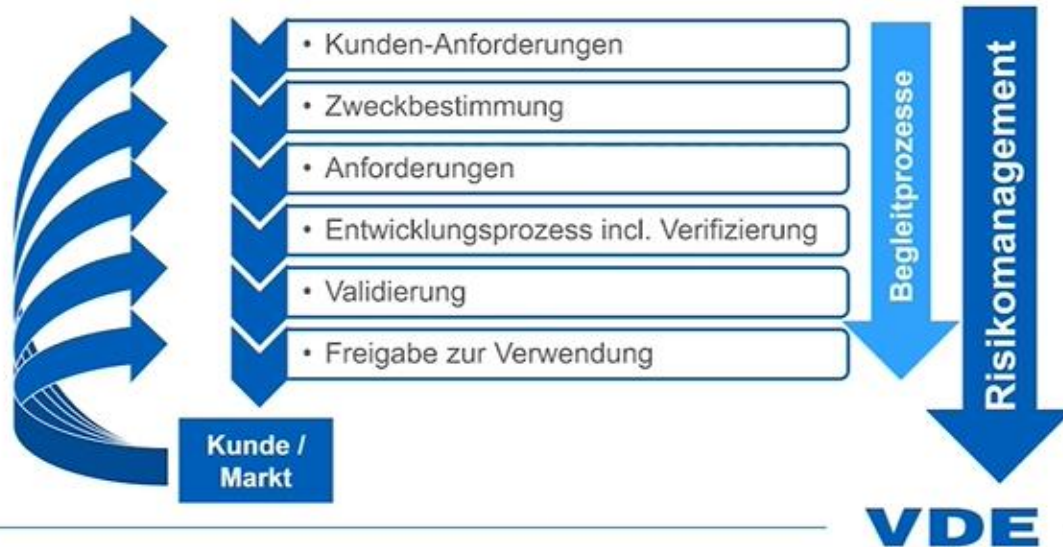 • Kunden-Anforderungen
• Zweckbestimmung
• Anforderungen
• Entwicklungsprozess incl. Verifizierung
• Validierung
• Freigabe zur Verwendung
Kunde /
Markt
Begleitprozesse
Risikomanagement
VDE